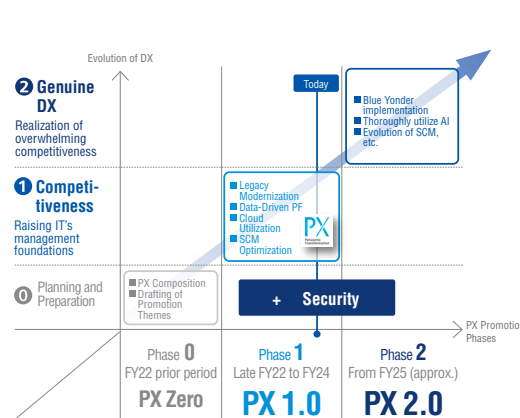 Evolution of DX
2 Genuine
DX
Realization of
overwhelming
competitiveness
Today
Blue Yonder
implementation
Thoroughly utilize AI
Evolution of SCM,
etc.
1 Competi-
tiveness
Raising IT's
management
foundations
Legacy
Modernization
Data-Driven PF
Cloud
Utilization
SCM
Optimization
PX
Panasonic
Transformation
0 Planning and
Preparation
PX Composition
Drafting of
Promotion
Themes
+ Security
PX Promotio
Phases
Phase 0
FY22 prior period
PX Zero
Phase 1
Late FY22 to FY24
PX 1.0
Phase 2
From FY25 (approx.)
PX 2.0